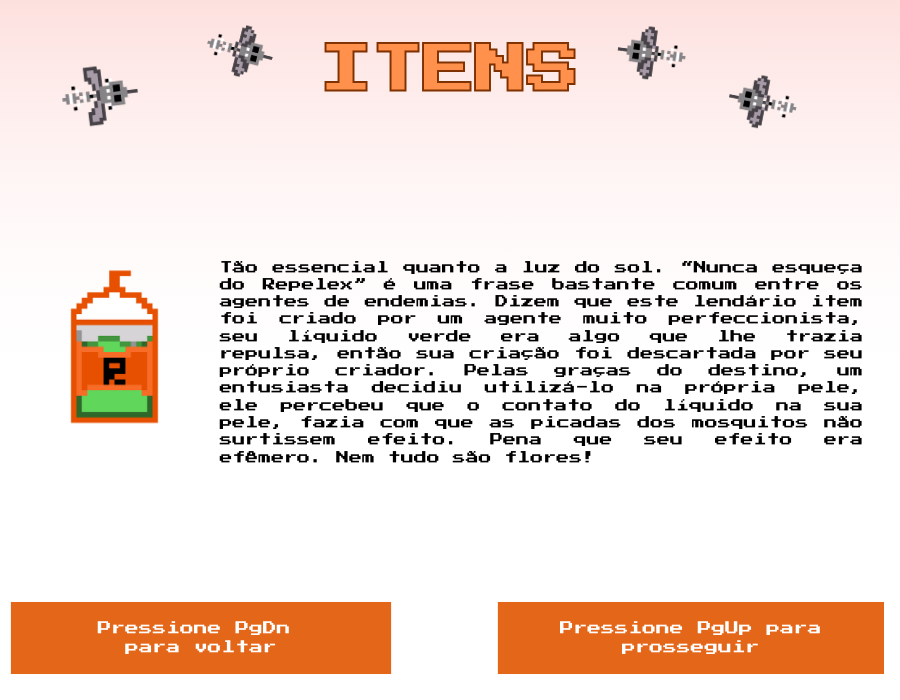 ITENS
Tão essencial quanto a luz do sol. “Nunca esqueça
do Repelex” é uma frase bastante comum entre os
agentes de endemias. Dizem que este lendário item
foi criado por um agente muito perfeccionista,
seu líquido verde era algo que lhe trazia
repulsa, então sua criação foi descartada por seu
próprio criador. Pelas graças do destino, um
entusiasta decidiu utilizá-lo na própria pele,
ele percebeu que o contato do líquido na sua
pele, fazia com que as picadas dos mosquitos não
surtissem efeito. Pena que seu efeito era
efêmero. Nem tudo são flores!
R
Pressione PgDn
para voltar
Pressione PgUp para
prosseguir